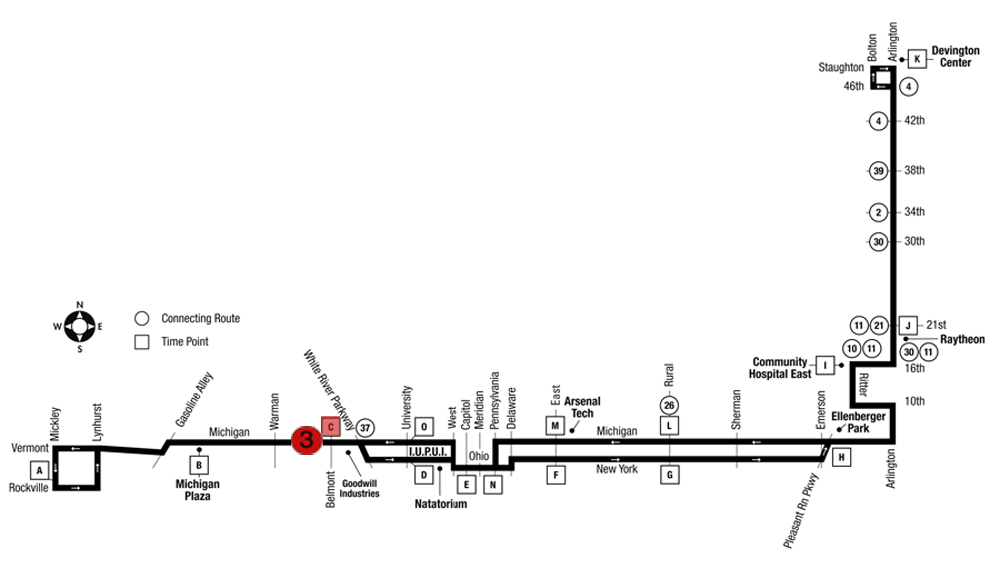 Bolton
Arlington
K
Devington
Center
Staughton
46th
4
4
42th
39
38th
2
34th
30
30th
N
W
E
S
Connecting Route
Time Point
11
21
J
21st
Raytheon
10
11
30
11
16th
Community
Hospital East
I
Ritter
10th
Mickley
Lynhurst
Gasoline Alley
Warman
White River Parkway
University
West
Capitol
Meridian
Pennsylvania
Delaware
East
Rural
Sherman
Emerson
Arsenal
Tech
26
Ellenberger
Park
Michigan
3
C
37
O
M
L
Michigan
Vermont
A
Rockville
B
Michigan
Plaza
Belmont
Goodwill
Industries
I.U.P.U.I.
D
Natatorium
Ohio
E
N
F
New York
G
H
Pleasant Rn Pkwy
Arlington